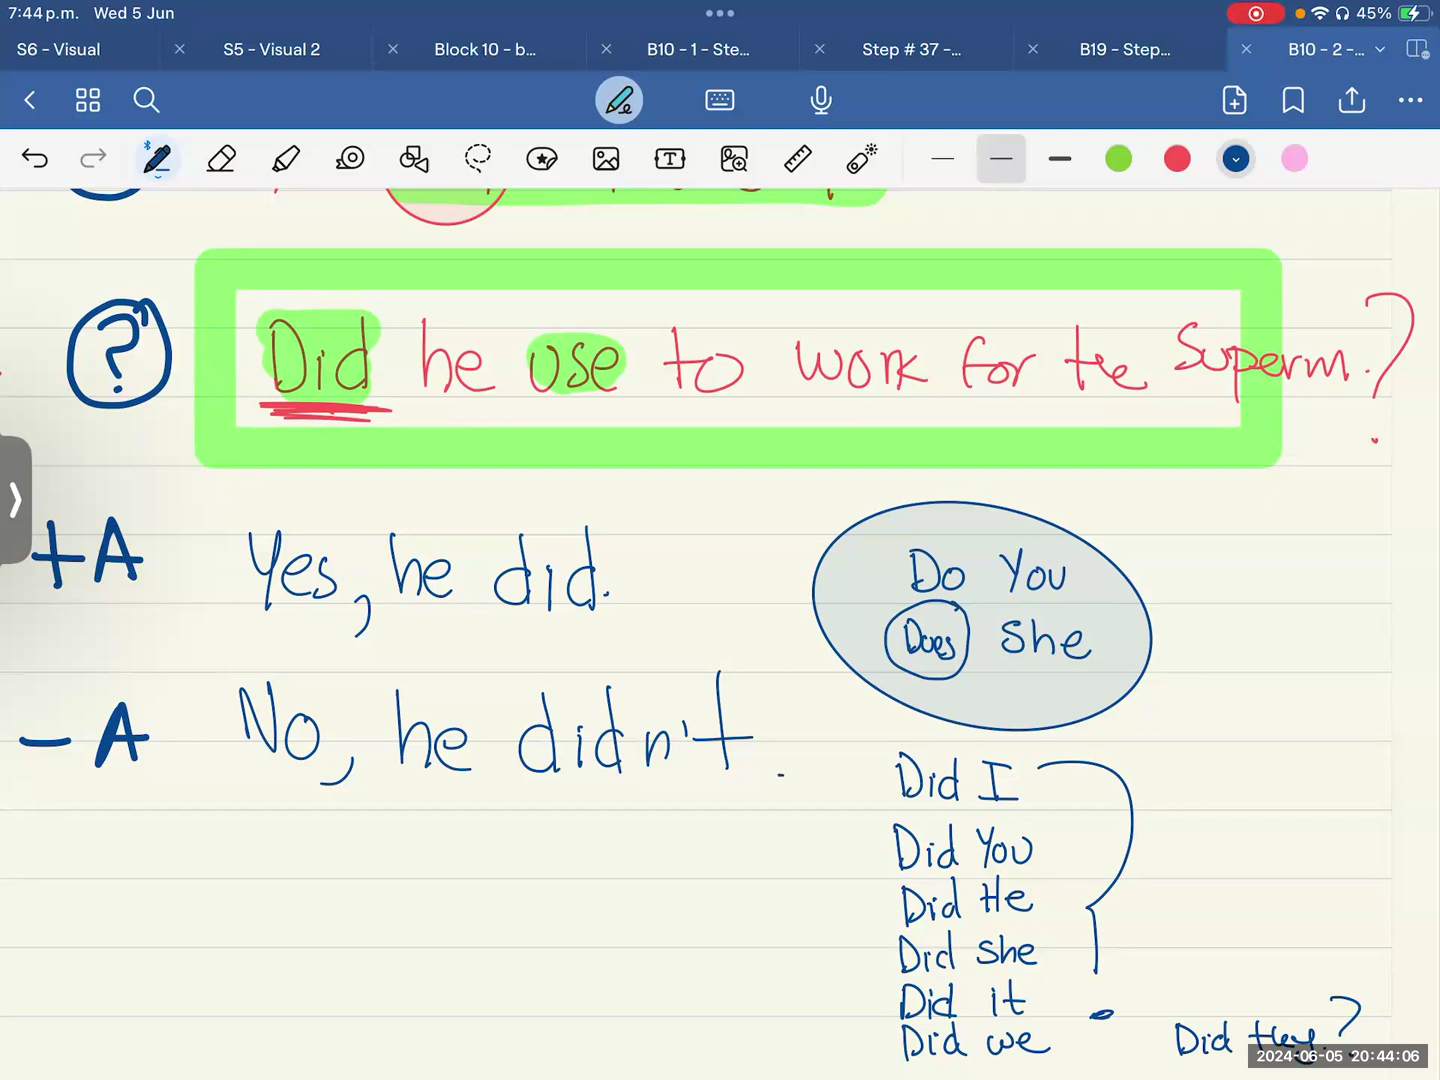 7:44 p.m. Wed 5 Jun
45%
S6 - Visual
S5 - Visual 2
Block 10 - b...
B10 - 1 - Ste...
Step # 37 -...
B19 - Step...
B10 - 2 -...
?
Did he use to work for the Superm.?
+A Yes, he did.
-A No, he didn't.
Do You
Does She
Did I
Did You
Did He
Did she
Did it
Did we
Did they?
2024-06-05 20:44:06